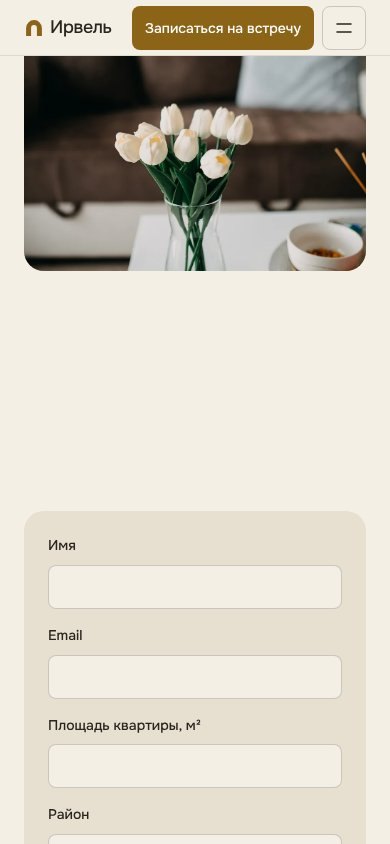 Ирвель
Записаться на встречу
Имя
Email
Площадь квартиры, м²
Район